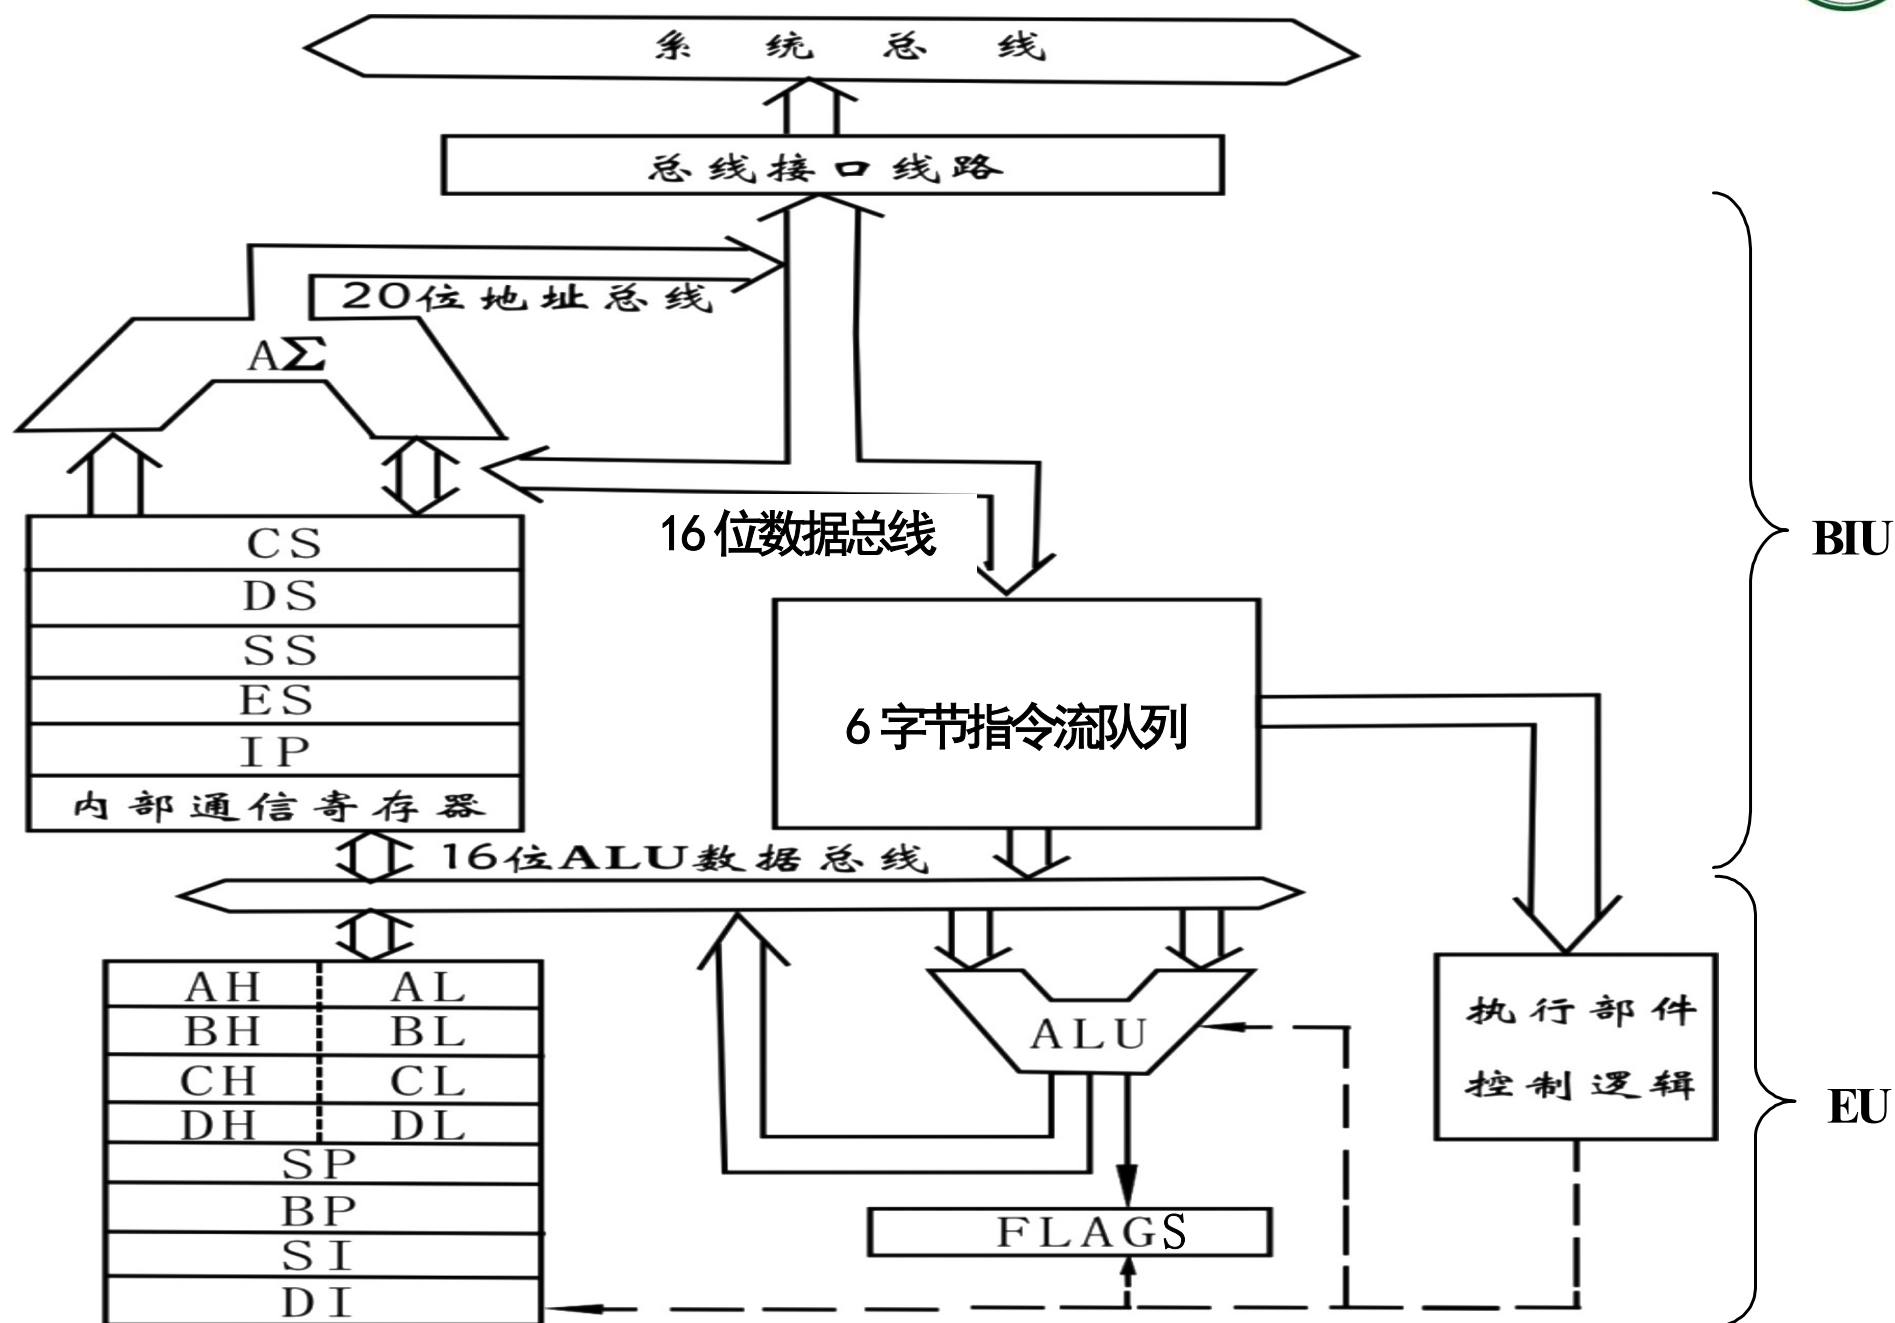 系统总线
总线接口线路
20位地址总线
AΣ
16位数据总线
CS
DS
SS
ES
IP
内部通信寄存器
6字节指令流队列
BIU
16位ALU数据总线
AH AL
BH BL
CH CL
DH DL
SP
BP
SI
DI
ALU
FLAGS
执行部件
控制逻辑
EU